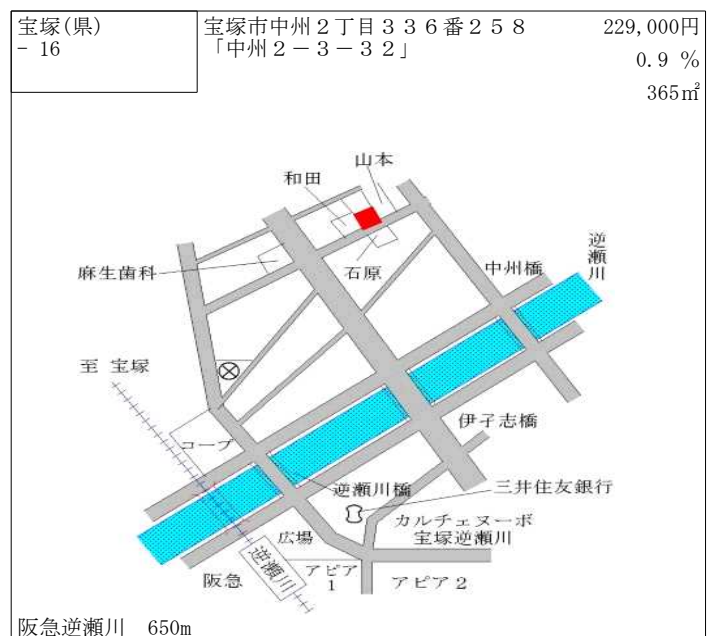 宝塚(県)
- 16
宝塚市中州２丁目３３６番２５８
「中州２－３－３２」
229,000円
0.9 %
365㎡
山本
和田
麻生歯科
石原
中州橋
逆瀬川
至 宝塚
コープ
伊孑志橋
逆瀬川橋
三井住友銀行
カルチェヌーボ
宝塚逆瀬川
広場
逆瀬川
阪急
アピア
1
アピア２
阪急逆瀬川 650m